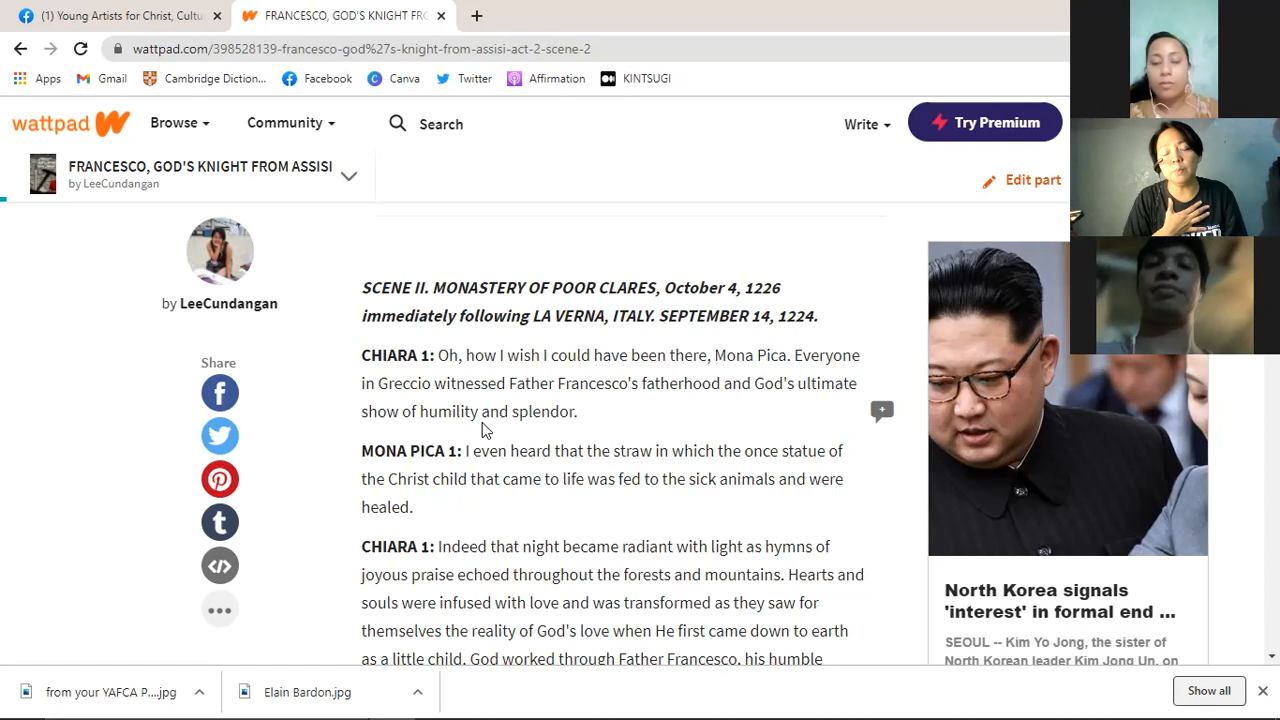 (1) Young Artists for Christ, Cultu
FRANCESCO, GOD'S KNIGHT FRO
wattpad.com/398528139-francesco-god%27s-knight-from-assisi-act-2-scene-2
Apps Gmail Cambridge Diction... Facebook Canva Twitter Affirmation KINTSUGI
wattpad Browse Community Search Write Try Premium
FRANCESCO, GOD'S KNIGHT FROM ASSISI
by LeeCundangan
Edit part
by LeeCundangan
Share
SCENE II. MONASTERY OF POOR CLARES, October 4, 1226
immediately following LA VERNA, ITALY. SEPTEMBER 14, 1224.
CHIARA 1: Oh, how I wish I could have been there, Mona Pica. Everyone
in Greccio witnessed Father Francesco's fatherhood and God's ultimate
show of humility and splendor.
MONA PICA 1: I even heard that the straw in which the once statue of
the Christ child that came to life was fed to the sick animals and were
healed.
CHIARA 1: Indeed that night became radiant with light as hymns of
joyous praise echoed throughout the forests and mountains. Hearts and
souls were infused with love and was transformed as they saw for
themselves the reality of God's love when He first came down to earth
as a little child. God worked through Father Francesco, his humble
North Korea signals
'interest' in formal end ...
SEOUL -- Kim Yo Jong, the sister of
North Korean leader Kim Jong Un, on
from your YAFCA P....jpg
Elain Bardon.jpg
Show all